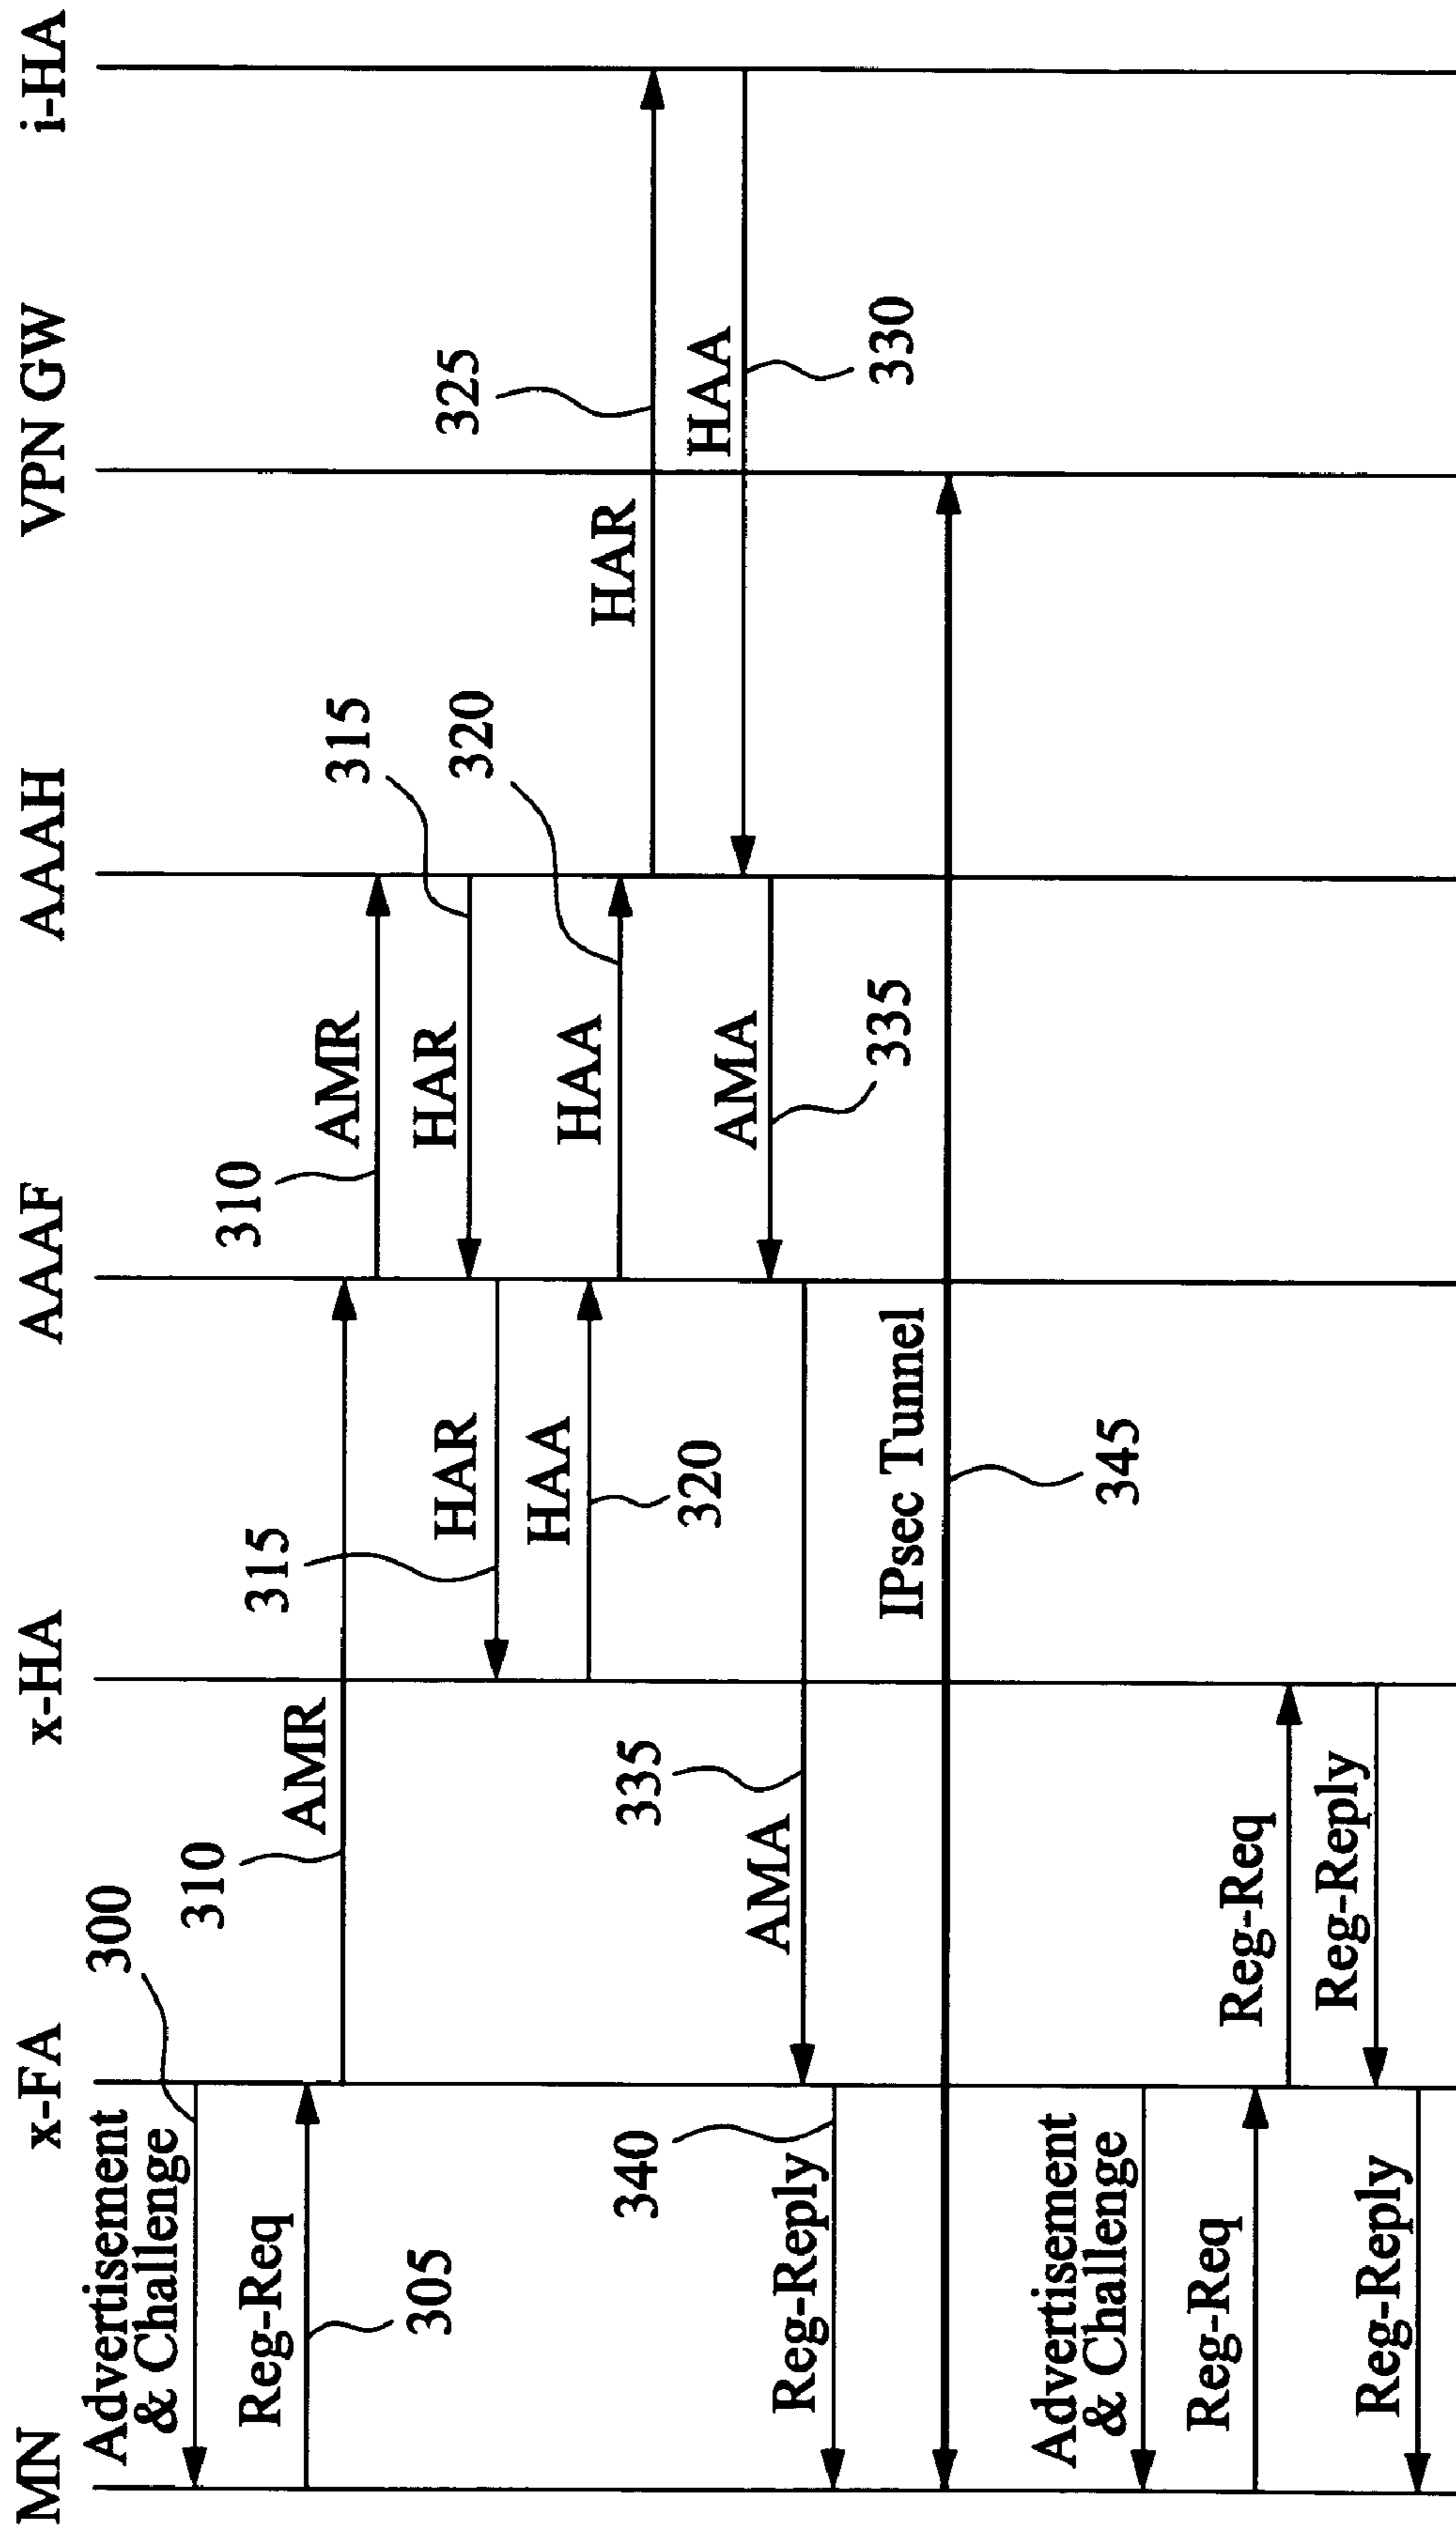 MN
x-FA
x-HA
AAAF
AAAH
VPN GW
i-HA
Advertisement
& Challenge
300
Reg-Req
305
310
AMR
310
AMR
315
HAR
315
HAR
HAA
320
HAA
320
HAR
325
HAA
330
AMA
335
AMA
335
Reg-Reply
340
IPsec Tunnel
345
Advertisement
& Challenge
Reg-Req
Reg-Req
Reg-Reply
Reg-Reply